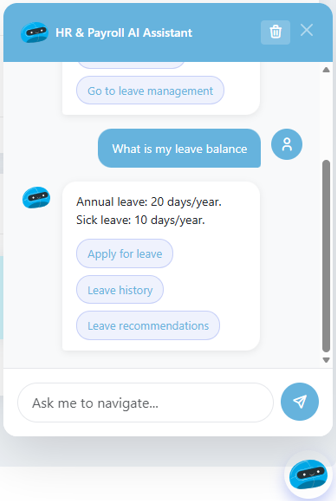 HR & Payroll AI Assistant
Go to leave management
What is my leave balance
Annual leave: 20 days/year.
Sick leave: 10 days/year.
Apply for leave
Leave history
Leave recommendations
Ask me to navigate...